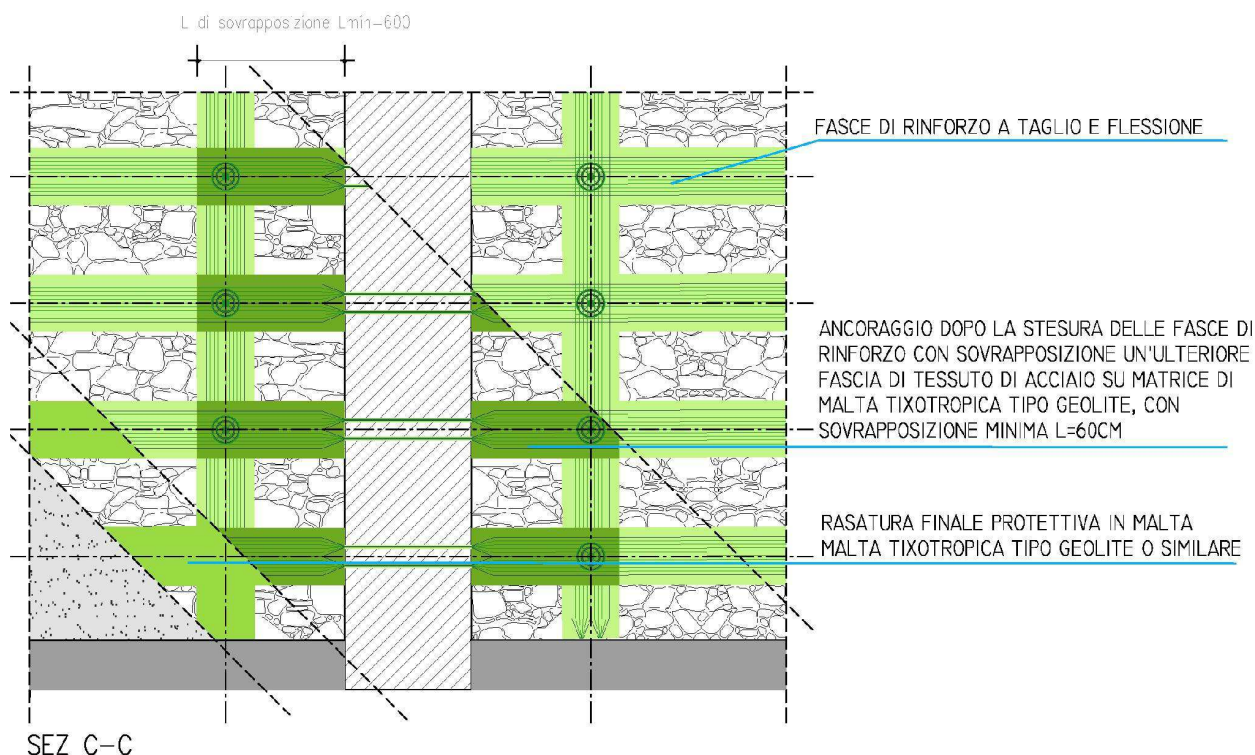 L di sovrapposizione Lmin=600
FASCE DI RINFORZO A TAGLIO E FLESSIONE
ANCORAGGIO DOPO LA STESURA DELLE FASCE DI
RINFORZO CON SOVRAPPOSIZIONE UN'ULTERIORE
FASCIA DI TESSUTO DI ACCIAIO SU MATRICE DI
MALTA TIXOTROPICA TIPO GEOLITE, CON
SOVRAPPOSIZIONE MINIMA L=60CM
RASATURA FINALE PROTETTIVA IN MALTA
MALTA TIXOTROPICA TIPO GEOLITE O SIMILARE
SEZ C-C